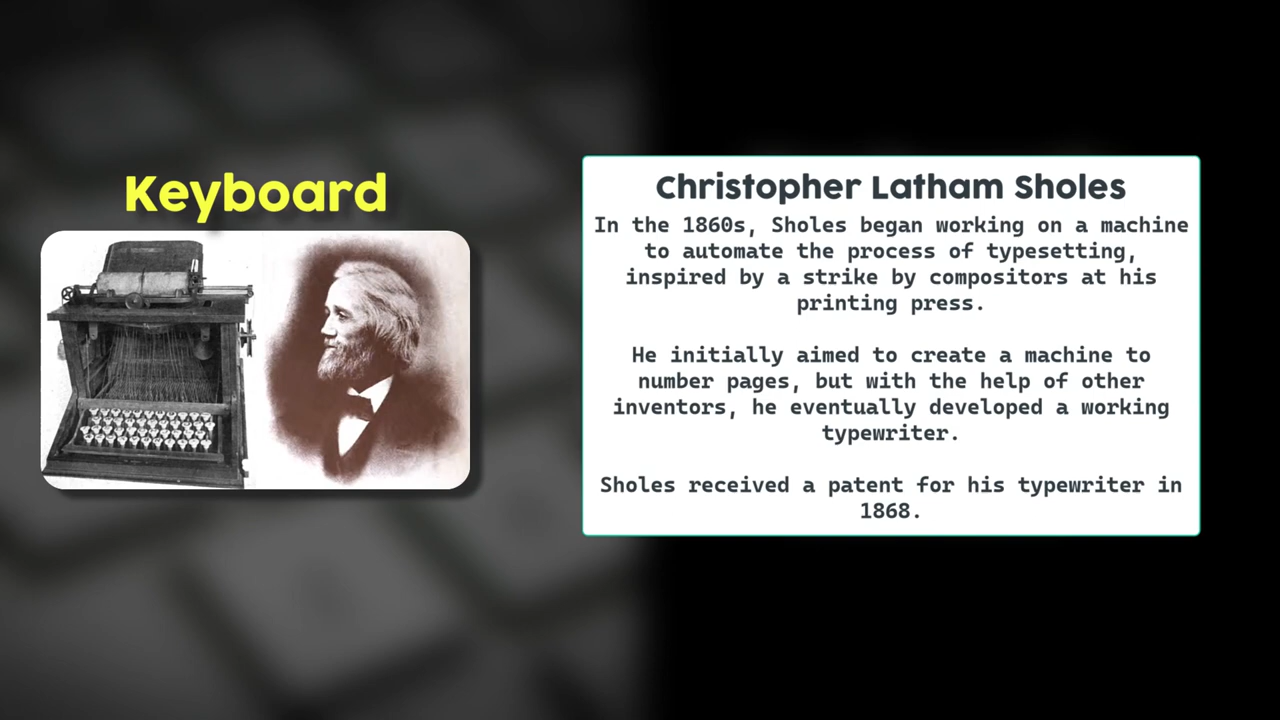 Keyboard
Christopher Latham Sholes
In the 1860s, Sholes began working on a machine
to automate the process of typesetting,
inspired by a strike by compositors at his
printing press.
He initially aimed to create a machine to
number pages, but with the help of other
inventors, he eventually developed a working
typewriter.
Sholes received a patent for his typewriter in
1868.